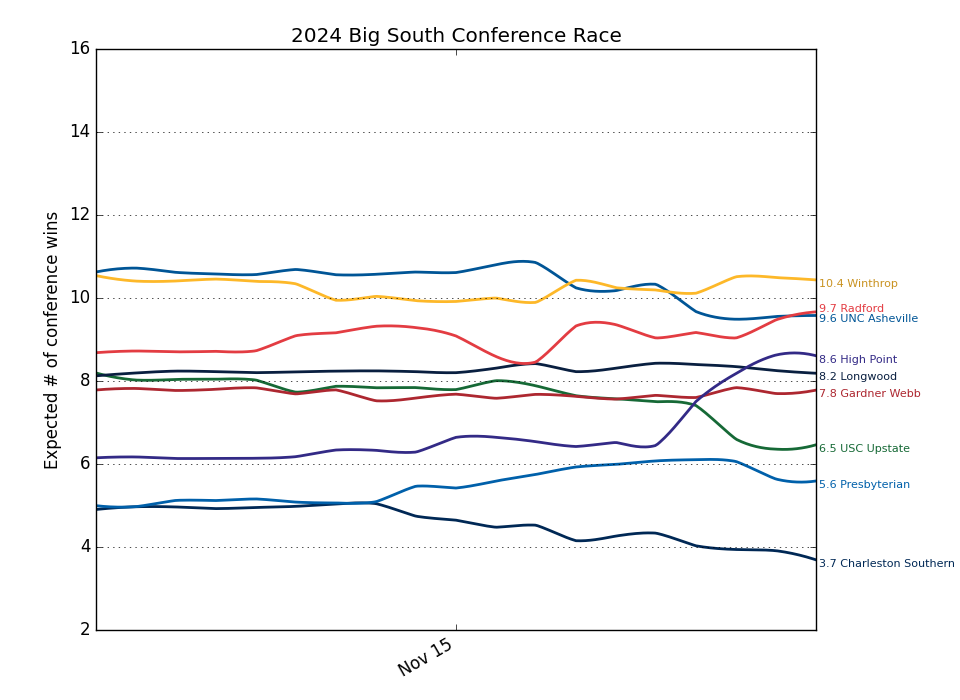 2024 Big South Conference Race
Expected # of conference wins
16
14
12
10
8
6
4
2
Nov 15
10.4 Winthrop
9.7 Radford
9.6 UNC Asheville
8.6 High Point
8.2 Longwood
7.8 Gardner Webb
6.5 USC Upstate
5.6 Presbyterian
3.7 Charleston Southern